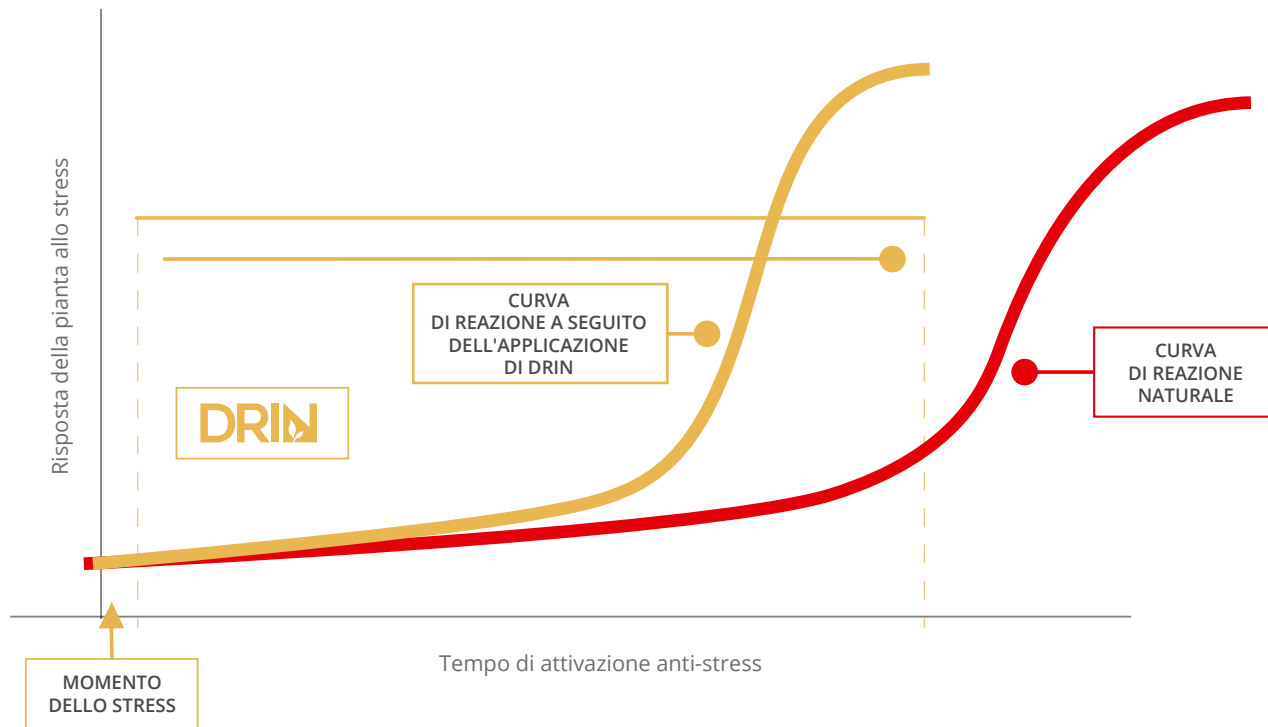 Risposta della pianta allo stress
CURVA
DI REAZIONE A SEGUITO
DELL'APPLICAZIONE
DI DRIN
CURVA
DI REAZIONE
NATURALE
DRIN
Tempo di attivazione anti-stress
MOMENTO
DELLO STRESS